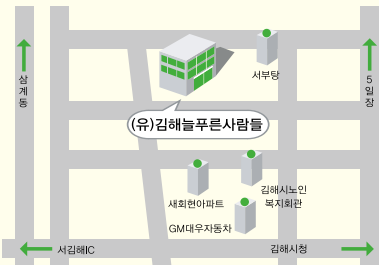 서부탕
삼계동
5일장
(유)김해늘푸른사람들
김해시노인
복지회관
새회현아파트
GM대우자동차
서김해IC
김해시청